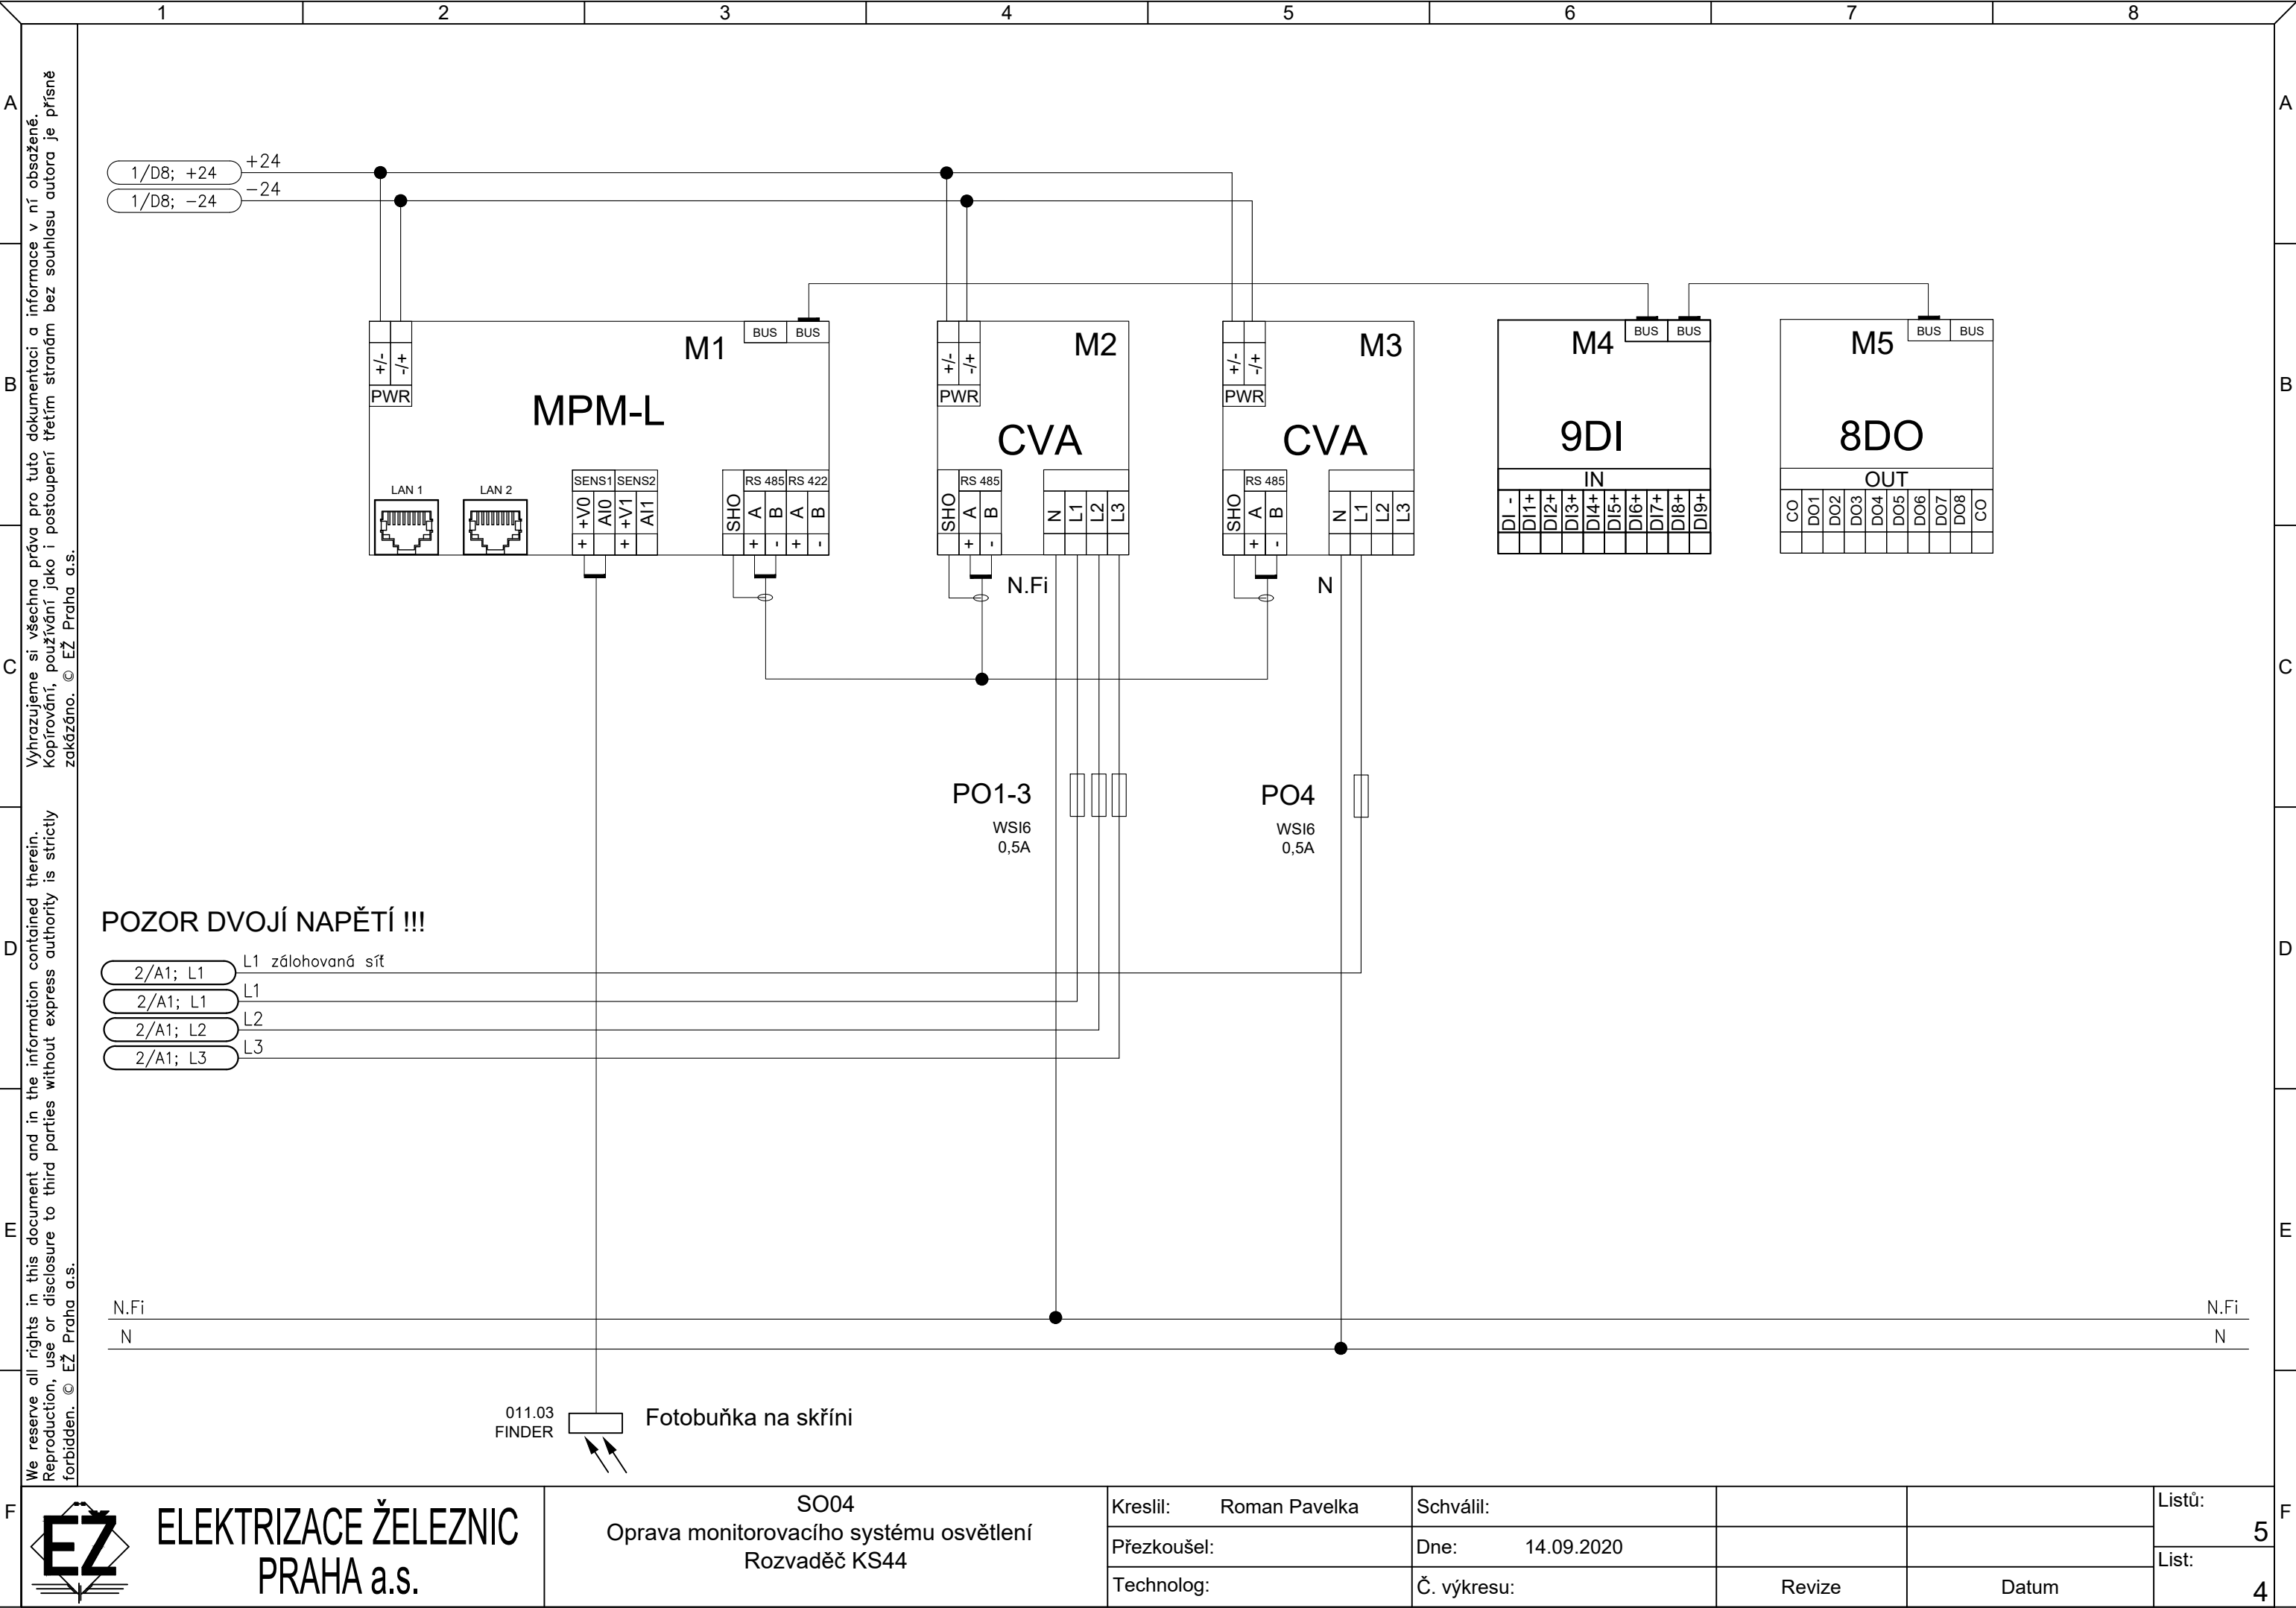 1 2 3 4 5 6 7 8
A A
B B
C C
D D
E E
F F
Vyhrazujeme si všechna práva pro tuto dokumentaci a informace v ní obsažené.
Kopírování, používání jako i postoupení třetím stranám bez souhlasu autora je přísně
zakázáno. © EŽ Praha a.s.
We reserve all rights in this document and in the information contained therein.
Reproduction, use or disclosure to third parties without express authority is strictly
forbidden. © EŽ Praha a.s.
1/D8; +24 +24
1/D8; −24 −24
M1
BUS BUS
+/- -/+
PWR
MPM-L
LAN 1 LAN 2
SENS1 SENS2
+V0 AI0 +V1 AI1
+ +
RS 485 RS 422
SHO A B A B
+ - + -
M2
+/- -/+
PWR
CVA
RS 485
SHO A B
+ -
N L1 L2 L3
N.Fi
M3
+/- -/+
PWR
CVA
RS 485
SHO A B
+ -
N L1 L2 L3
N
M4
BUS BUS
9DI
IN
DI - DI1+ DI2+ DI3+ DI4+ DI5+ DI6+ DI7+ DI8+ DI9+
M5
BUS BUS
8DO
OUT
CO DO1 DO2 DO3 DO4 DO5 DO6 DO7 DO8 CO
PO1-3
WSI6
0,5A
PO4
WSI6
0,5A
POZOR DVOJÍ NAPĚTÍ !!!
2/A1; L1 L1 zálohovaná síť
2/A1; L1 L1
2/A1; L2 L2
2/A1; L3 L3
N.Fi N.Fi
N N
011.03
FINDER
Fotobuňka na skříni
EŽ
ELEKTRIZACE ŽELEZNIC
PRAHA a.s.
SO04
Oprava monitorovacího systému osvětlení
Rozvaděč KS44
Kreslil: Roman Pavelka
Přezkoušel:
Technolog:
Schválil:
Dne: 14.09.2020
Č. výkresu:
Revize Datum
Listů:
5
List:
4